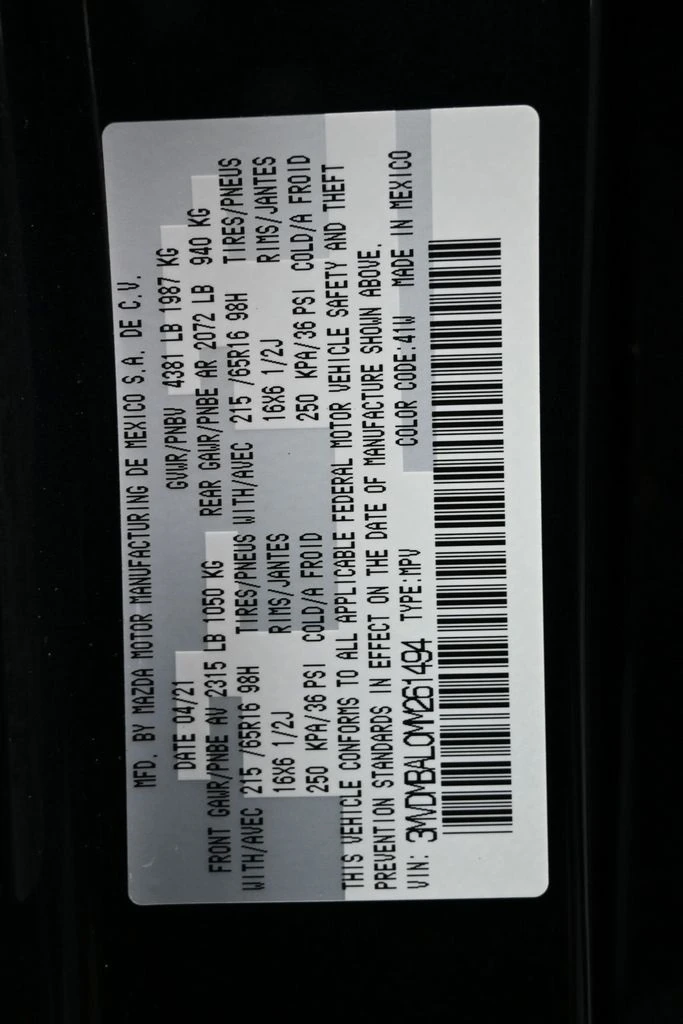 MFD. BY MAZDA MOTOR MANUFACTURING DE MEXICO S.A. DE C.V.
DATE 04/21 GVWR/PNBV 4381 LB 1987 KG
FRONT GAWR/PNBE AV 2315 LB 1050 KG REAR GAWR/PNBE AR 2072 LB 940 KG
WITH/AVEC 215 /65R16 98H TIRES/PNEUS WITH/AVEC 215 /65R16 98H TIRES/PNEUS
16X6 1/2J RIMS/JANTES 16X6 1/2J RIMS/JANTES
250 KPA/36 PSI COLD/A FROID 250 KPA/36 PSI COLD/A FROID
THIS VEHICLE CONFORMS TO ALL APPLICABLE FEDERAL MOTOR VEHICLE SAFETY AND THEFT
PREVENTION STANDARDS IN EFFECT ON THE DATE OF MANUFACTURE SHOWN ABOVE.
VIN: 3MVDMBAL0MM261494 TYPE:MPV COLOR CODE:41W MADE IN MEXICO